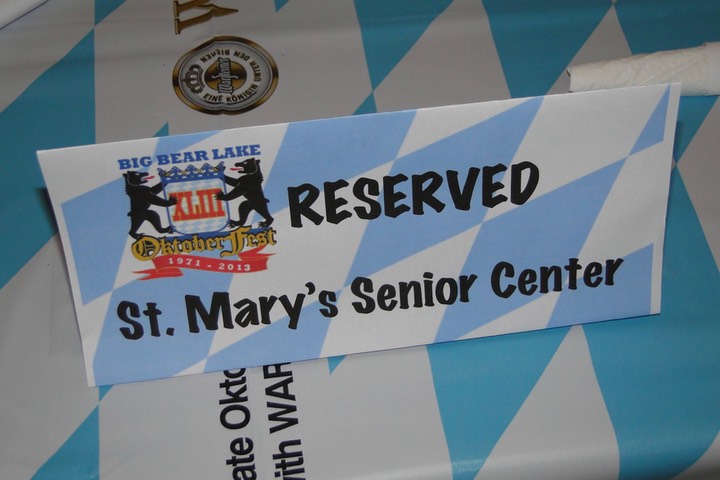 BIG BEAR LAKE
XLIII
OktoberFest
1971 - 2013
RESERVED
St. Mary's Senior Center
Warsteiner
EINE KÖNIGIN UNTER DEN BIEREN
ate Okto
with WAR